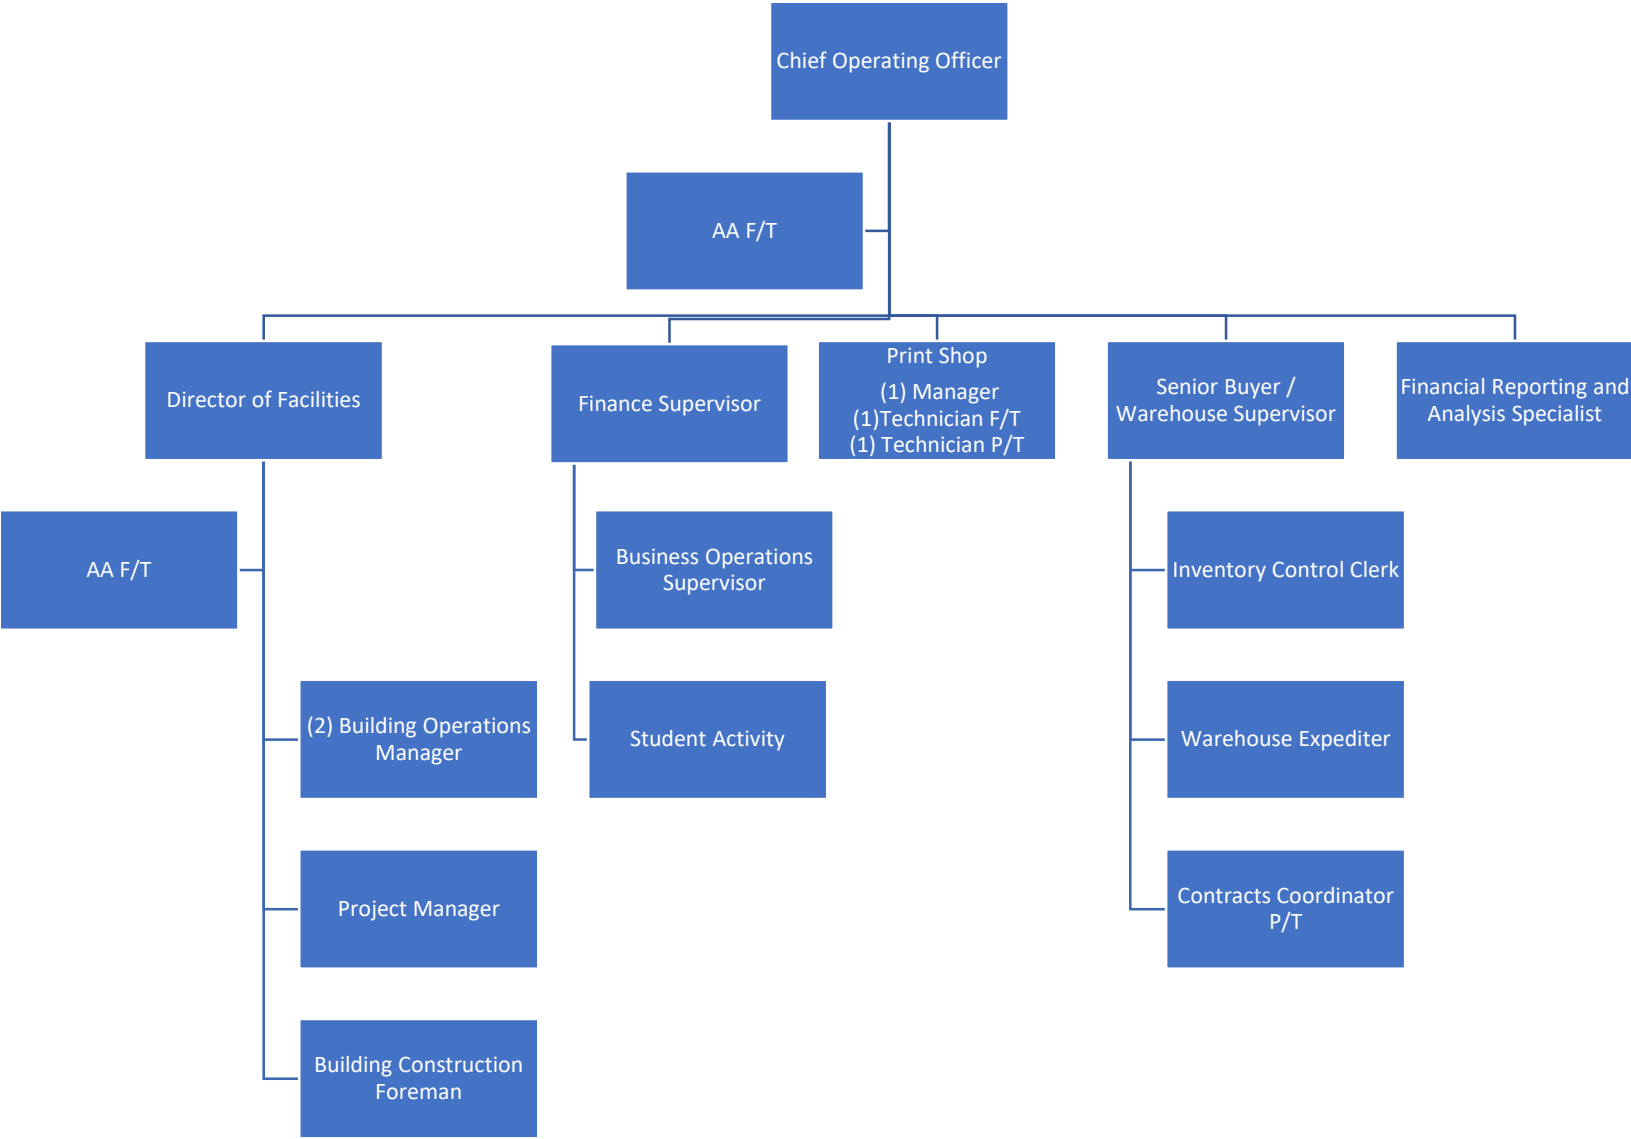 Chief Operating Officer
AA F/T
Director of Facilities
Finance Supervisor
Print Shop
(1) Manager
(1)Technician F/T
(1) Technician P/T
Senior Buyer /
Warehouse Supervisor
Financial Reporting and
Analysis Specialist
AA F/T
Business Operations
Supervisor
Inventory Control Clerk
(2) Building Operations
Manager
Student Activity
Warehouse Expediter
Project Manager
Contracts Coordinator
P/T
Building Construction
Foreman